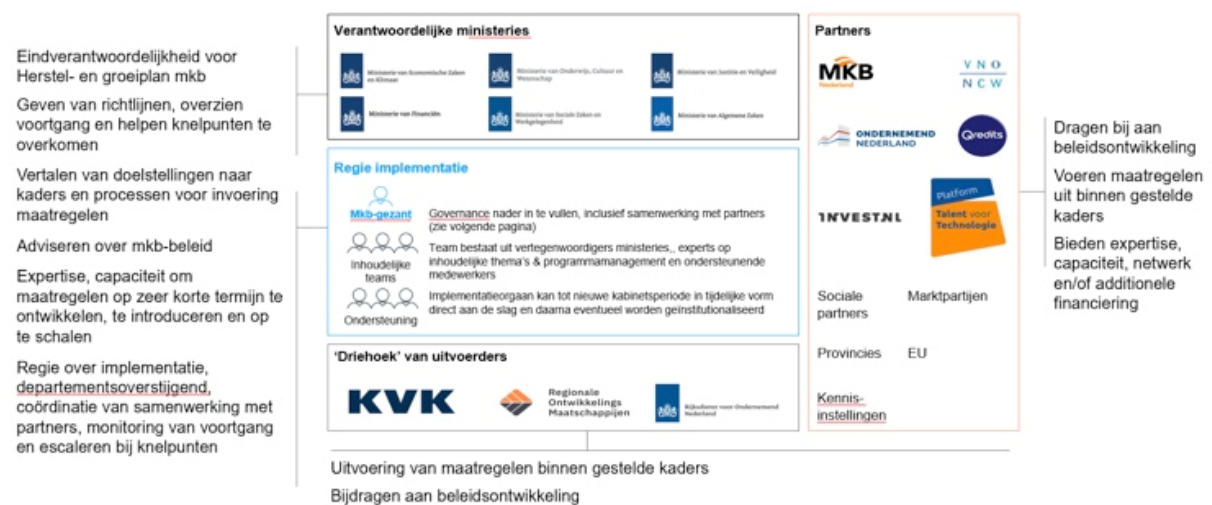 Eindverantwoordelijkheid voor
Herstel- en groeiplan mkb
Geven van richtlijnen, overzien
voortgang en helpen knelpunten te
overkomen
Vertalen van doelstellingen naar
kaders en processen voor invoering
maatregelen
Adviseren over mkb-beleid
Expertise, capaciteit om
maatregelen op zeer korte termijn te
ontwikkelen, te introduceren en op
te schalen
Regie over implementatie,
departementsoverstijgend,
coördinatie van samenwerking met
partners, monitoring van voortgang
en escaleren bij knelpunten
Verantwoordelijke ministeries
Ministerie van Economische Zaken
en Klimaat
Ministerie van Onderwijs, Cultuur en
Wetenschap
Ministerie van Justitie en Veiligheid
Ministerie van Financiën
Ministerie van Sociale Zaken en
Werkgelegenheid
Ministerie van Algemene Zaken
Regie implementatie
Mkb-gezant
Governance nader in te vullen, inclusief samenwerking met partners
(zie volgende pagina)
Inhoudelijke
teams
Team bestaat uit vertegenwoordigers ministeries,, experts op
inhoudelijke thema's & programmamanagement en ondersteunende
medewerkers
Ondersteuning
Implementatieorgaan kan tot nieuwe kabinetsperiode in tijdelijke vorm
direct aan de slag en daarna eventueel worden geïnstitutionaliseerd
'Driehoek' van uitvoerders
KVK
Regionale
Ontwikkelings
Maatschappijen
Rijksdienst voor Ondernemend
Nederland
Uitvoering van maatregelen binnen gestelde kaders
Bijdragen aan beleidsontwikkeling
Partners
MKB
Nederland
VNO
NCW
ONDERNEMEND
NEDERLAND
Qredits
INVEST.NL
Platform
Talent voor
Technologie
Sociale
partners
Marktpartijen
Provincies
EU
Kennis-
instellingen
Dragen bij aan
beleidsontwikkeling
Voeren maatregelen
uit binnen gestelde
kaders
Bieden expertise,
capaciteit, netwerk
en/of additionele
financiering